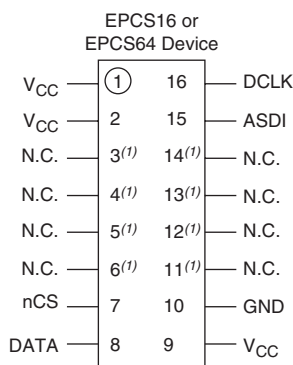 EPCS16 or
EPCS64 Device
V_CC 1 16 DCLK
V_CC 2 15 ASDI
N.C. 3(1) 14(1) N.C.
N.C. 4(1) 13(1) N.C.
N.C. 5(1) 12(1) N.C.
N.C. 6(1) 11(1) N.C.
nCS 7 10 GND
DATA 8 9 V_CC